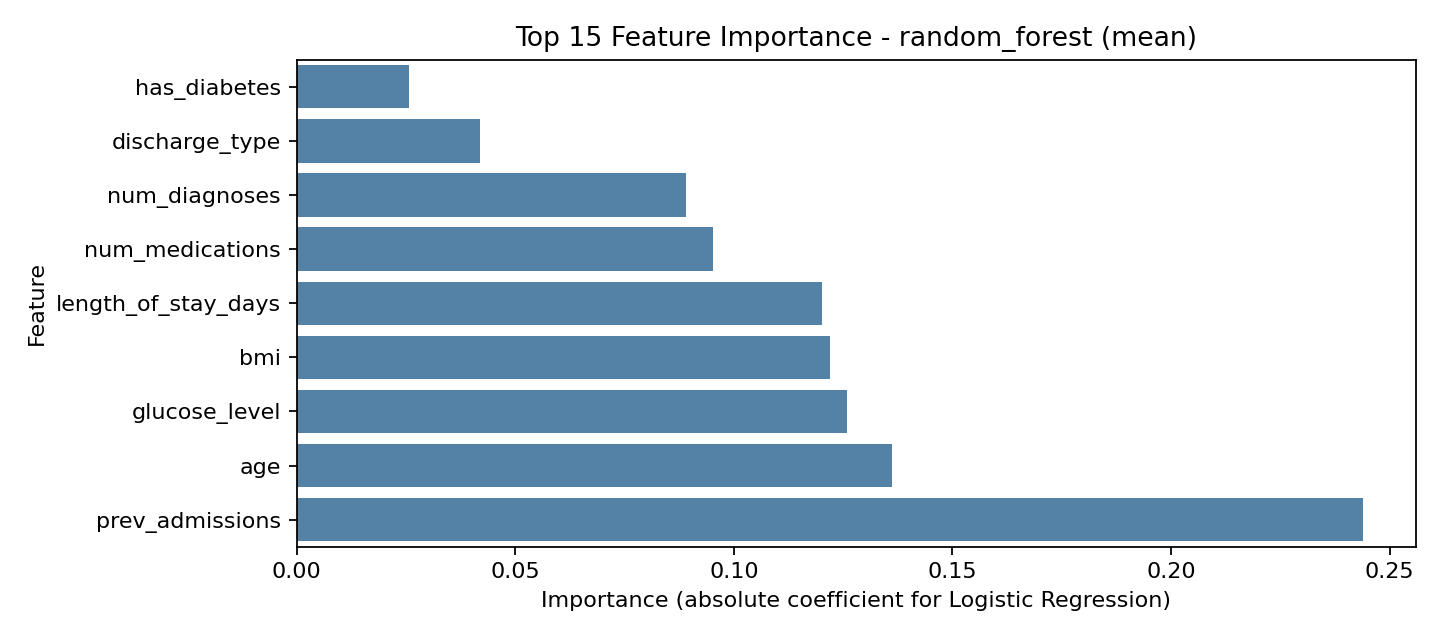 Top 15 Feature Importance - random_forest (mean)
has_diabetes
discharge_type
num_diagnoses
num_medications
length_of_stay_days
bmi
glucose_level
age
prev_admissions
Feature
0.00 0.05 0.10 0.15 0.20 0.25
Importance (absolute coefficient for Logistic Regression)